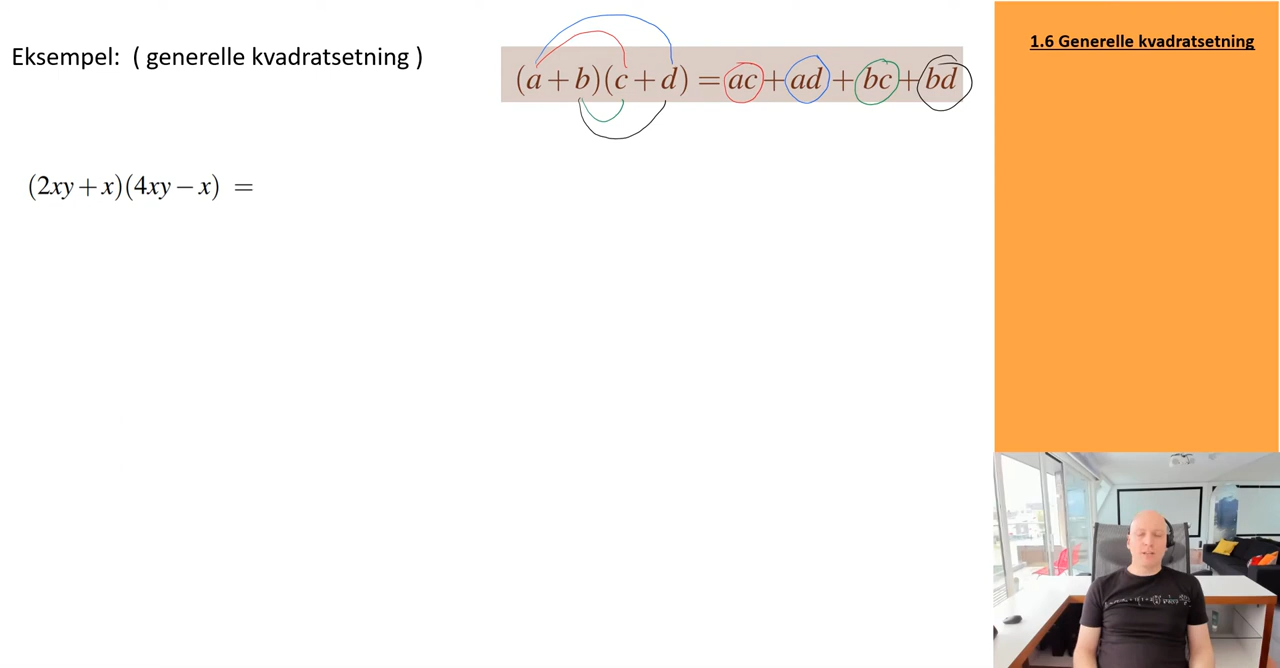 Eksempel: ( generelle kvadratsetning )
(a + b)(c + d) = ac + ad + bc + bd
1.6 Generelle kvadratsetning
(2xy + x)(4xy − x) =